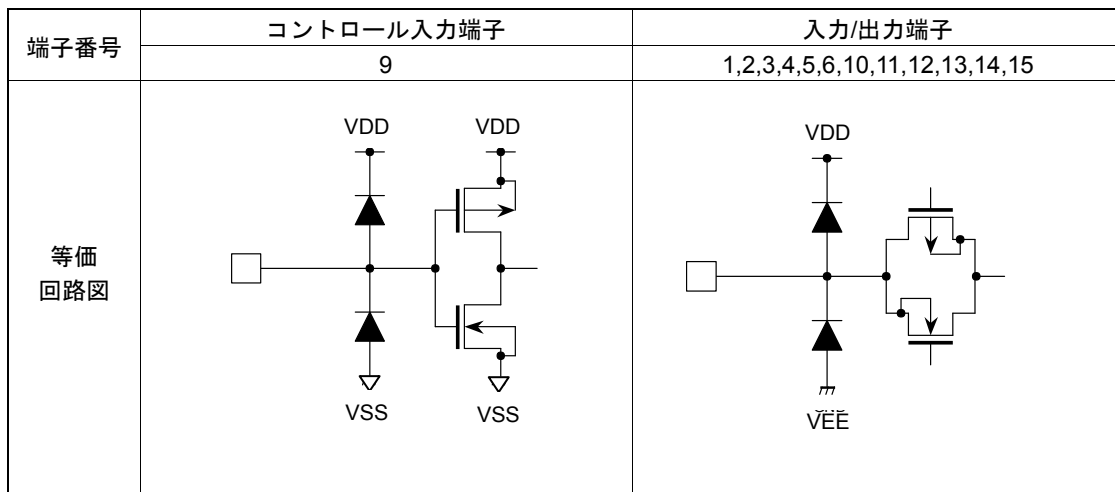 端子番号
コントロール入力端子
入力/出力端子
9
1,2,3,4,5,6,10,11,12,13,14,15
等価
回路図
VDD
VDD
VSS
VSS
VDD
VEE